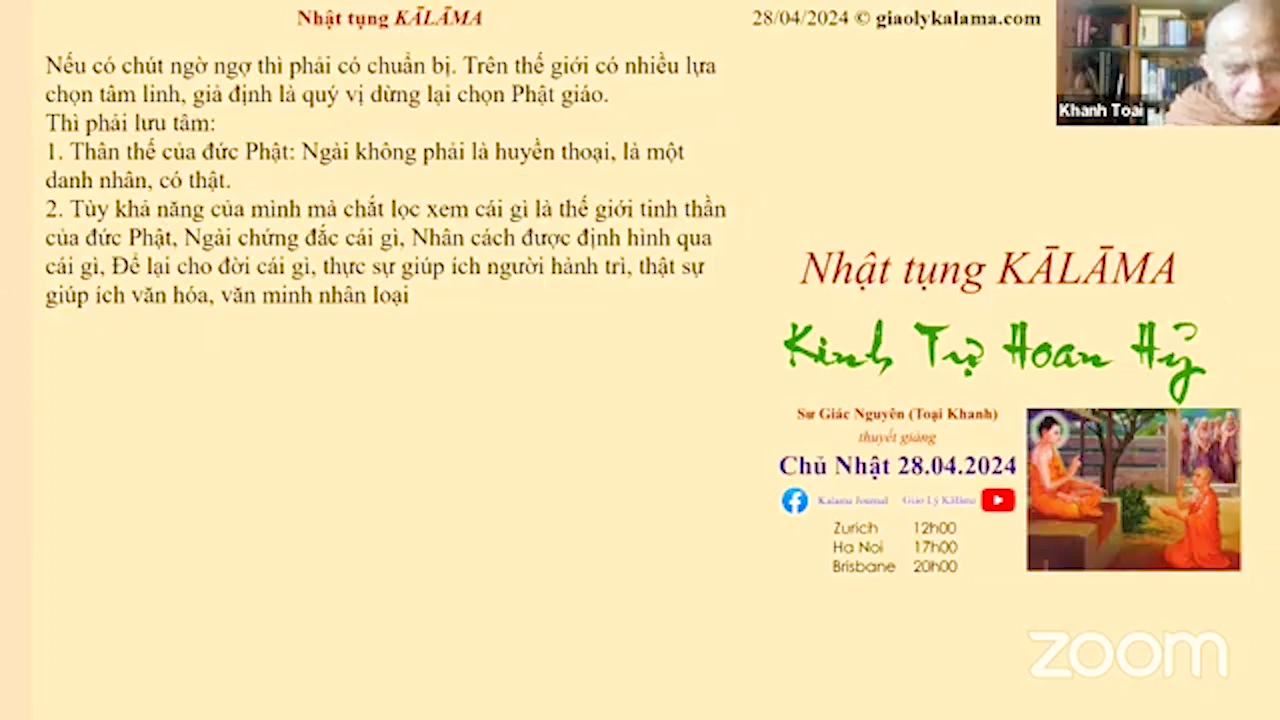 Nhật tụng KĀLĀMA
28/04/2024 © giaolykalama.com
Nếu có chút ngờ ngợ thì phải có chuẩn bị. Trên thế giới có nhiều lựa
chọn tâm linh, giả định là quý vị dừng lại chọn Phật giáo.
Thì phải lưu tâm:
1. Thân thế của đức Phật: Ngài không phải là huyền thoại, là một
danh nhân, có thật.
2. Tùy khả năng của mình mà chắt lọc xem cái gì là thế giới tinh thần
của đức Phật, Ngài chứng đắc cái gì, Nhân cách được định hình qua
cái gì, Để lại cho đời cái gì, thực sự giúp ích người hành trì, thật sự
giúp ích văn hóa, văn minh nhân loại
Khanh Toai
Nhật tụng KĀLĀMA
Kinh Tự Hoan Hỷ
Sư Giác Nguyên (Toại Khanh)
thuyết giảng
Chủ Nhật 28.04.2024
Kalama Journal Giáo Lý Kālāma
Zurich 12h00
Ha Noi 17h00
Brisbane 20h00
zoom